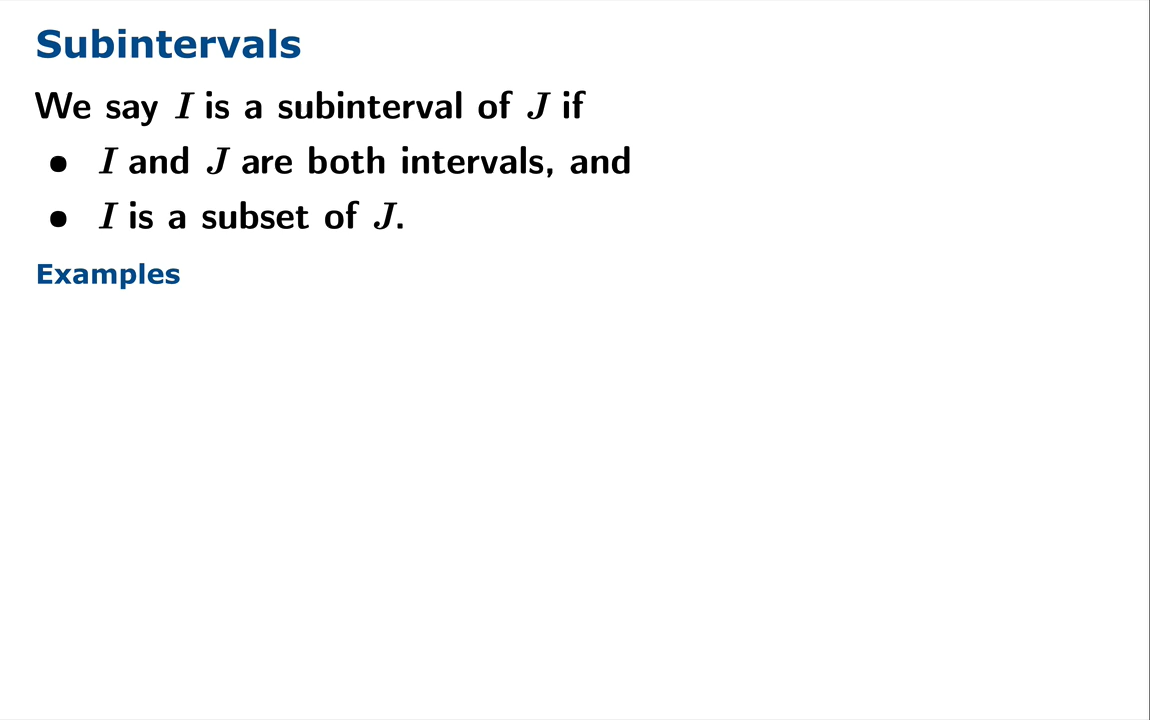 Subintervals
We say I is a subinterval of J if
• I and J are both intervals, and
• I is a subset of J.
Examples